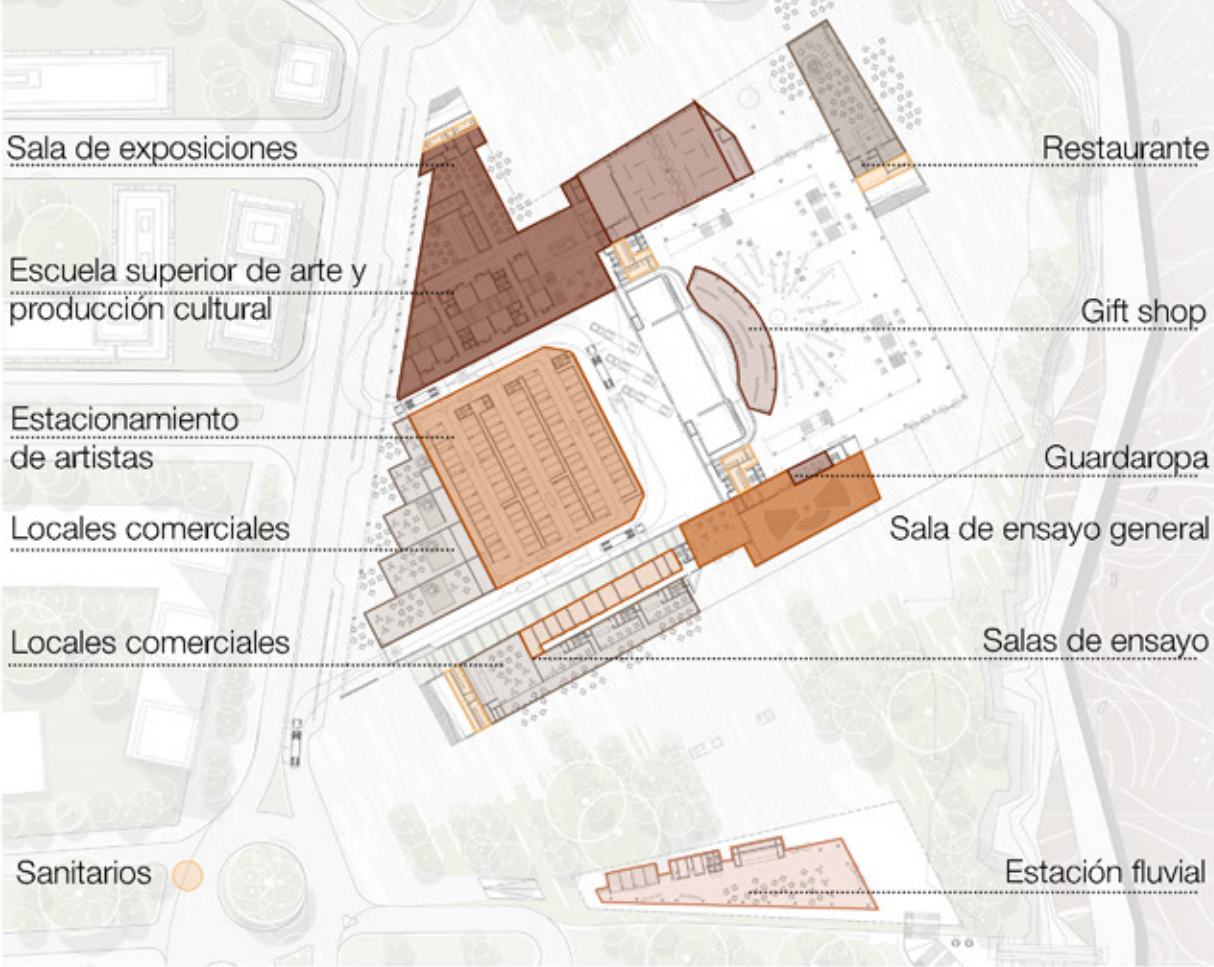 Sala de exposiciones
Escuela superior de arte y
producción cultural
Estacionamiento
de artistas
Locales comerciales
Locales comerciales
Sanitarios
Restaurante
Gift shop
Guardaropa
Sala de ensayo general
Salas de ensayo
Estación fluvial